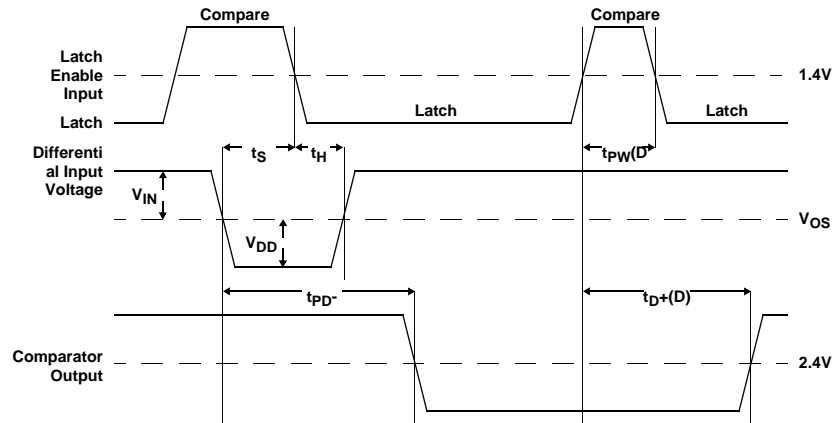 Compare
Compare
Latch
Enable
Input
1.4V
Latch
Latch
Latch
Differenti
al Input
Voltage
tS
tH
tPW(D
VIN
VOS
VDD
tPD-
tD+(D)
Comparator
Output
2.4V